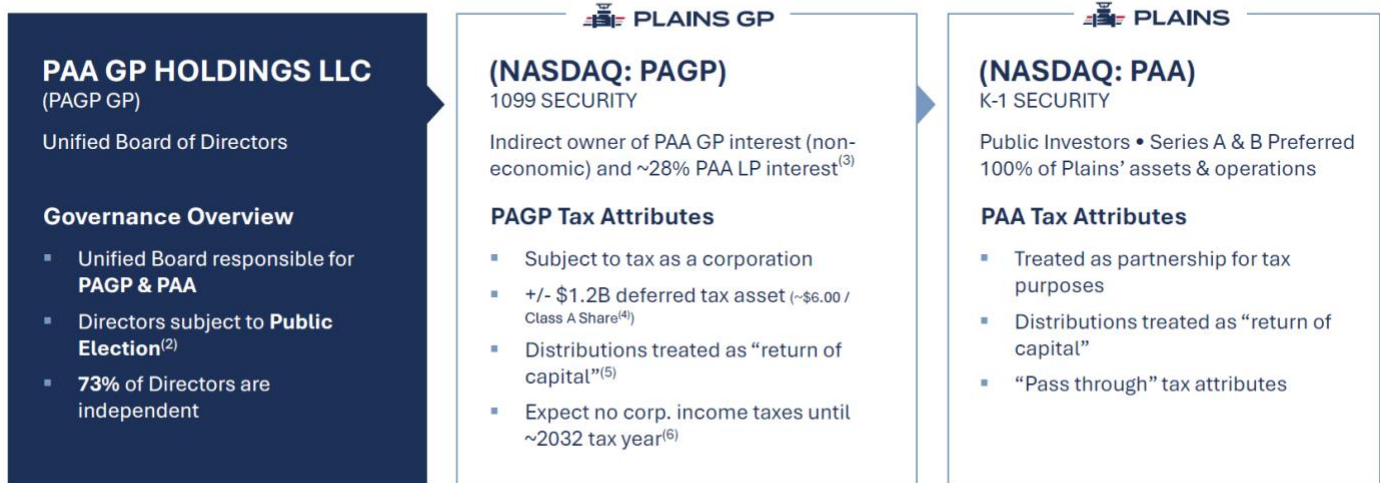 PAA GP HOLDINGS LLC
(PAGP GP)
Unified Board of Directors
Governance Overview
▪ Unified Board responsible for
PAGP & PAA
▪ Directors subject to Public
Election(2)
▪ 73% of Directors are
independent
PLAINS GP
(NASDAQ: PAGP)
1099 SECURITY
Indirect owner of PAA GP interest (non-
economic) and ~28% PAA LP interest(3)
PAGP Tax Attributes
▪ Subject to tax as a corporation
▪ +/- $1.2B deferred tax asset (~$6.00 /
Class A Share(4))
▪ Distributions treated as “return of
capital”(5)
▪ Expect no corp. income taxes until
~2032 tax year(6)
PLAINS
(NASDAQ: PAA)
K-1 SECURITY
Public Investors • Series A & B Preferred
100% of Plains’ assets & operations
PAA Tax Attributes
▪ Treated as partnership for tax
purposes
▪ Distributions treated as “return of
capital”
▪ “Pass through” tax attributes